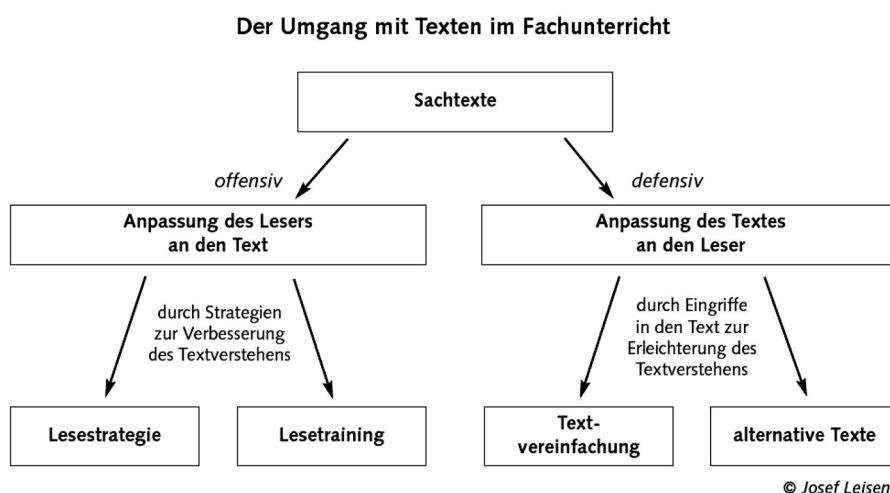 Der Umgang mit Texten im Fachunterricht
Sachtexte
offensiv
defensiv
Anpassung des Lesers
an den Text
Anpassung des Textes
an den Leser
durch Strategien
zur Verbesserung
des Textverstehens
durch Eingriffe
in den Text zur
Erleichterung des
Textverstehens
Lesestrategie
Lesetraining
Text-
vereinfachung
alternative Texte
© Josef Leisen